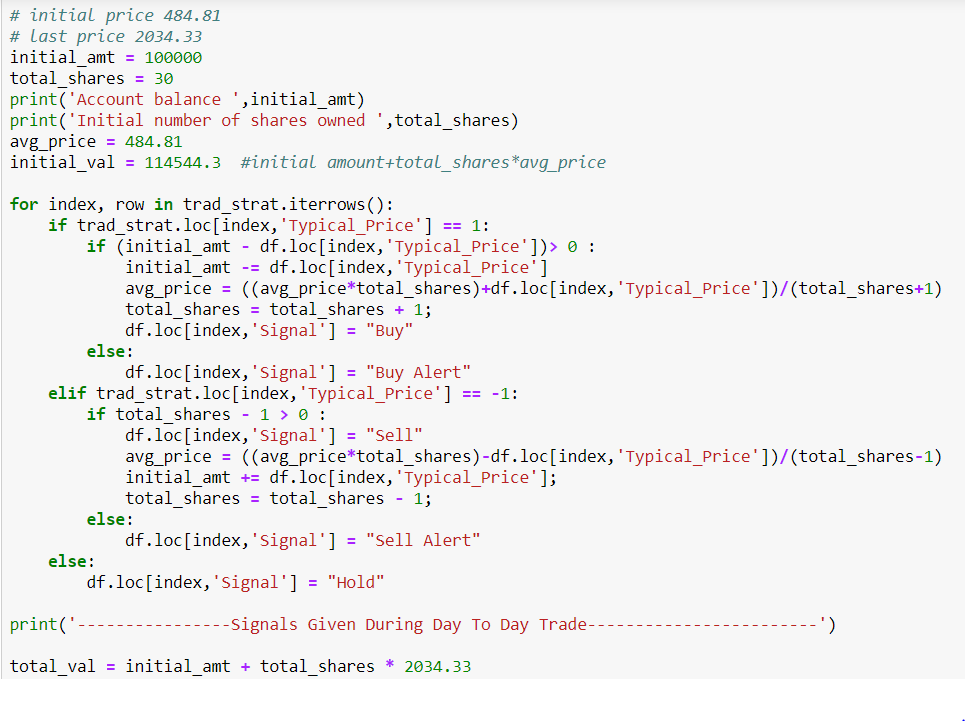 # initial price 484.81
# last price 2034.33
initial_amt = 100000
total_shares = 30
print('Account balance ',initial_amt)
print('Initial number of shares owned ',total_shares)
avg_price = 484.81
initial_val = 114544.3  #initial amount+total_shares*avg_price

for index, row in trad_strat.iterrows():
    if trad_strat.loc[index,'Typical_Price'] == 1:
        if (initial_amt - df.loc[index,'Typical_Price'])> 0 :
            initial_amt -= df.loc[index,'Typical_Price']
            avg_price = ((avg_price*total_shares)+df.loc[index,'Typical_Price'])/(total_shares+1)
            total_shares = total_shares + 1;
            df.loc[index,'Signal'] = "Buy"
        else:
            df.loc[index,'Signal'] = "Buy Alert"
    elif trad_strat.loc[index,'Typical_Price'] == -1:
        if total_shares - 1 > 0 :
            df.loc[index,'Signal'] = "Sell"
            avg_price = ((avg_price*total_shares)-df.loc[index,'Typical_Price'])/(total_shares-1)
            initial_amt += df.loc[index,'Typical_Price'];
            total_shares = total_shares - 1;
        else:
            df.loc[index,'Signal'] = "Sell Alert"
    else:
        df.loc[index,'Signal'] = "Hold"

print('----------------Signals Given During Day To Day Trade------------------------')

total_val = initial_amt + total_shares * 2034.33